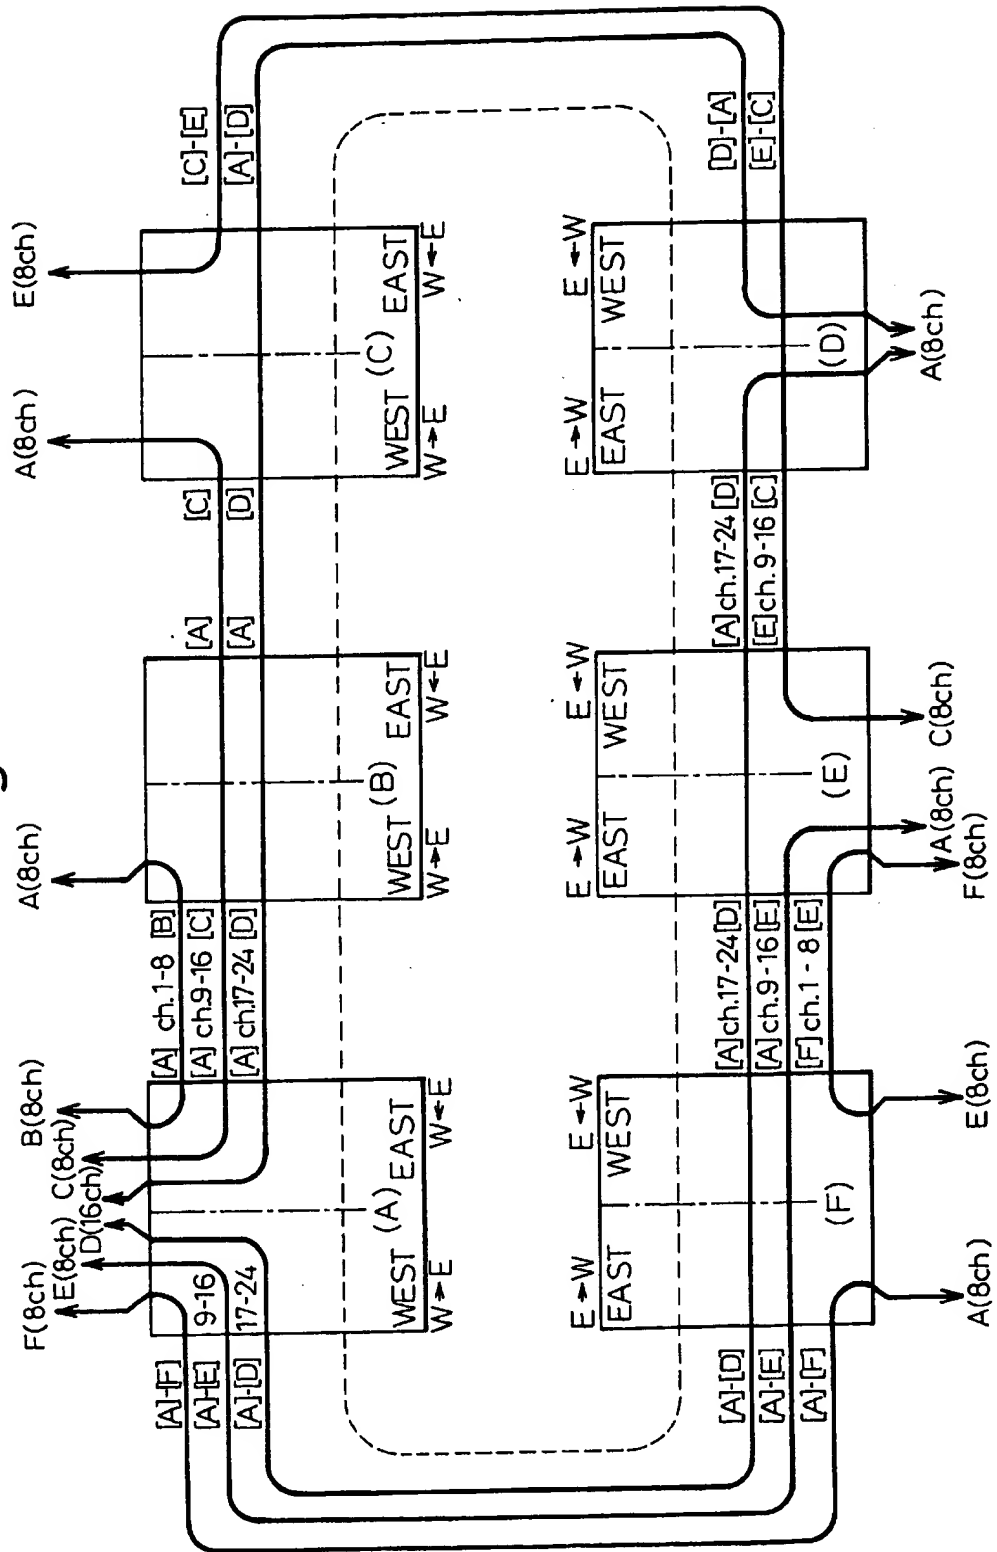 F(8ch)
E(8ch)
D(16ch)
C(8ch)
B(8ch)
A(8ch)
A(8ch)
E(8ch)
[A]-[F]
[A]-[E]
[A]-[D]
9-16
17-24
WEST (A) EAST
W→E
W←E
[A] ch.1-8 [B]
[A] ch.9-16 [C]
[A] ch.17-24 [D]
WEST (B) EAST
W→E
W←E
[A]
[C]
[A]
[D]
WEST (C) EAST
W→E
W←E
[C]-[E]
[A]-[D]
E→W
E←W
EAST
WEST
(F)
E→W
E←W
EAST
WEST
(E)
E→W
E←W
EAST
WEST
(D)
[A]-[D]
[A]-[E]
[A]-[F]
[A]ch.17-24[D]
[A]ch.9-16[E]
[F]ch.1-8[E]
[A]ch.17-24[D]
[E]ch.9-16[C]
[D]-[A]
[E]-[C]
A(8ch)
E(8ch)
F(8ch)
A(8ch)
C(8ch)
A(8ch)